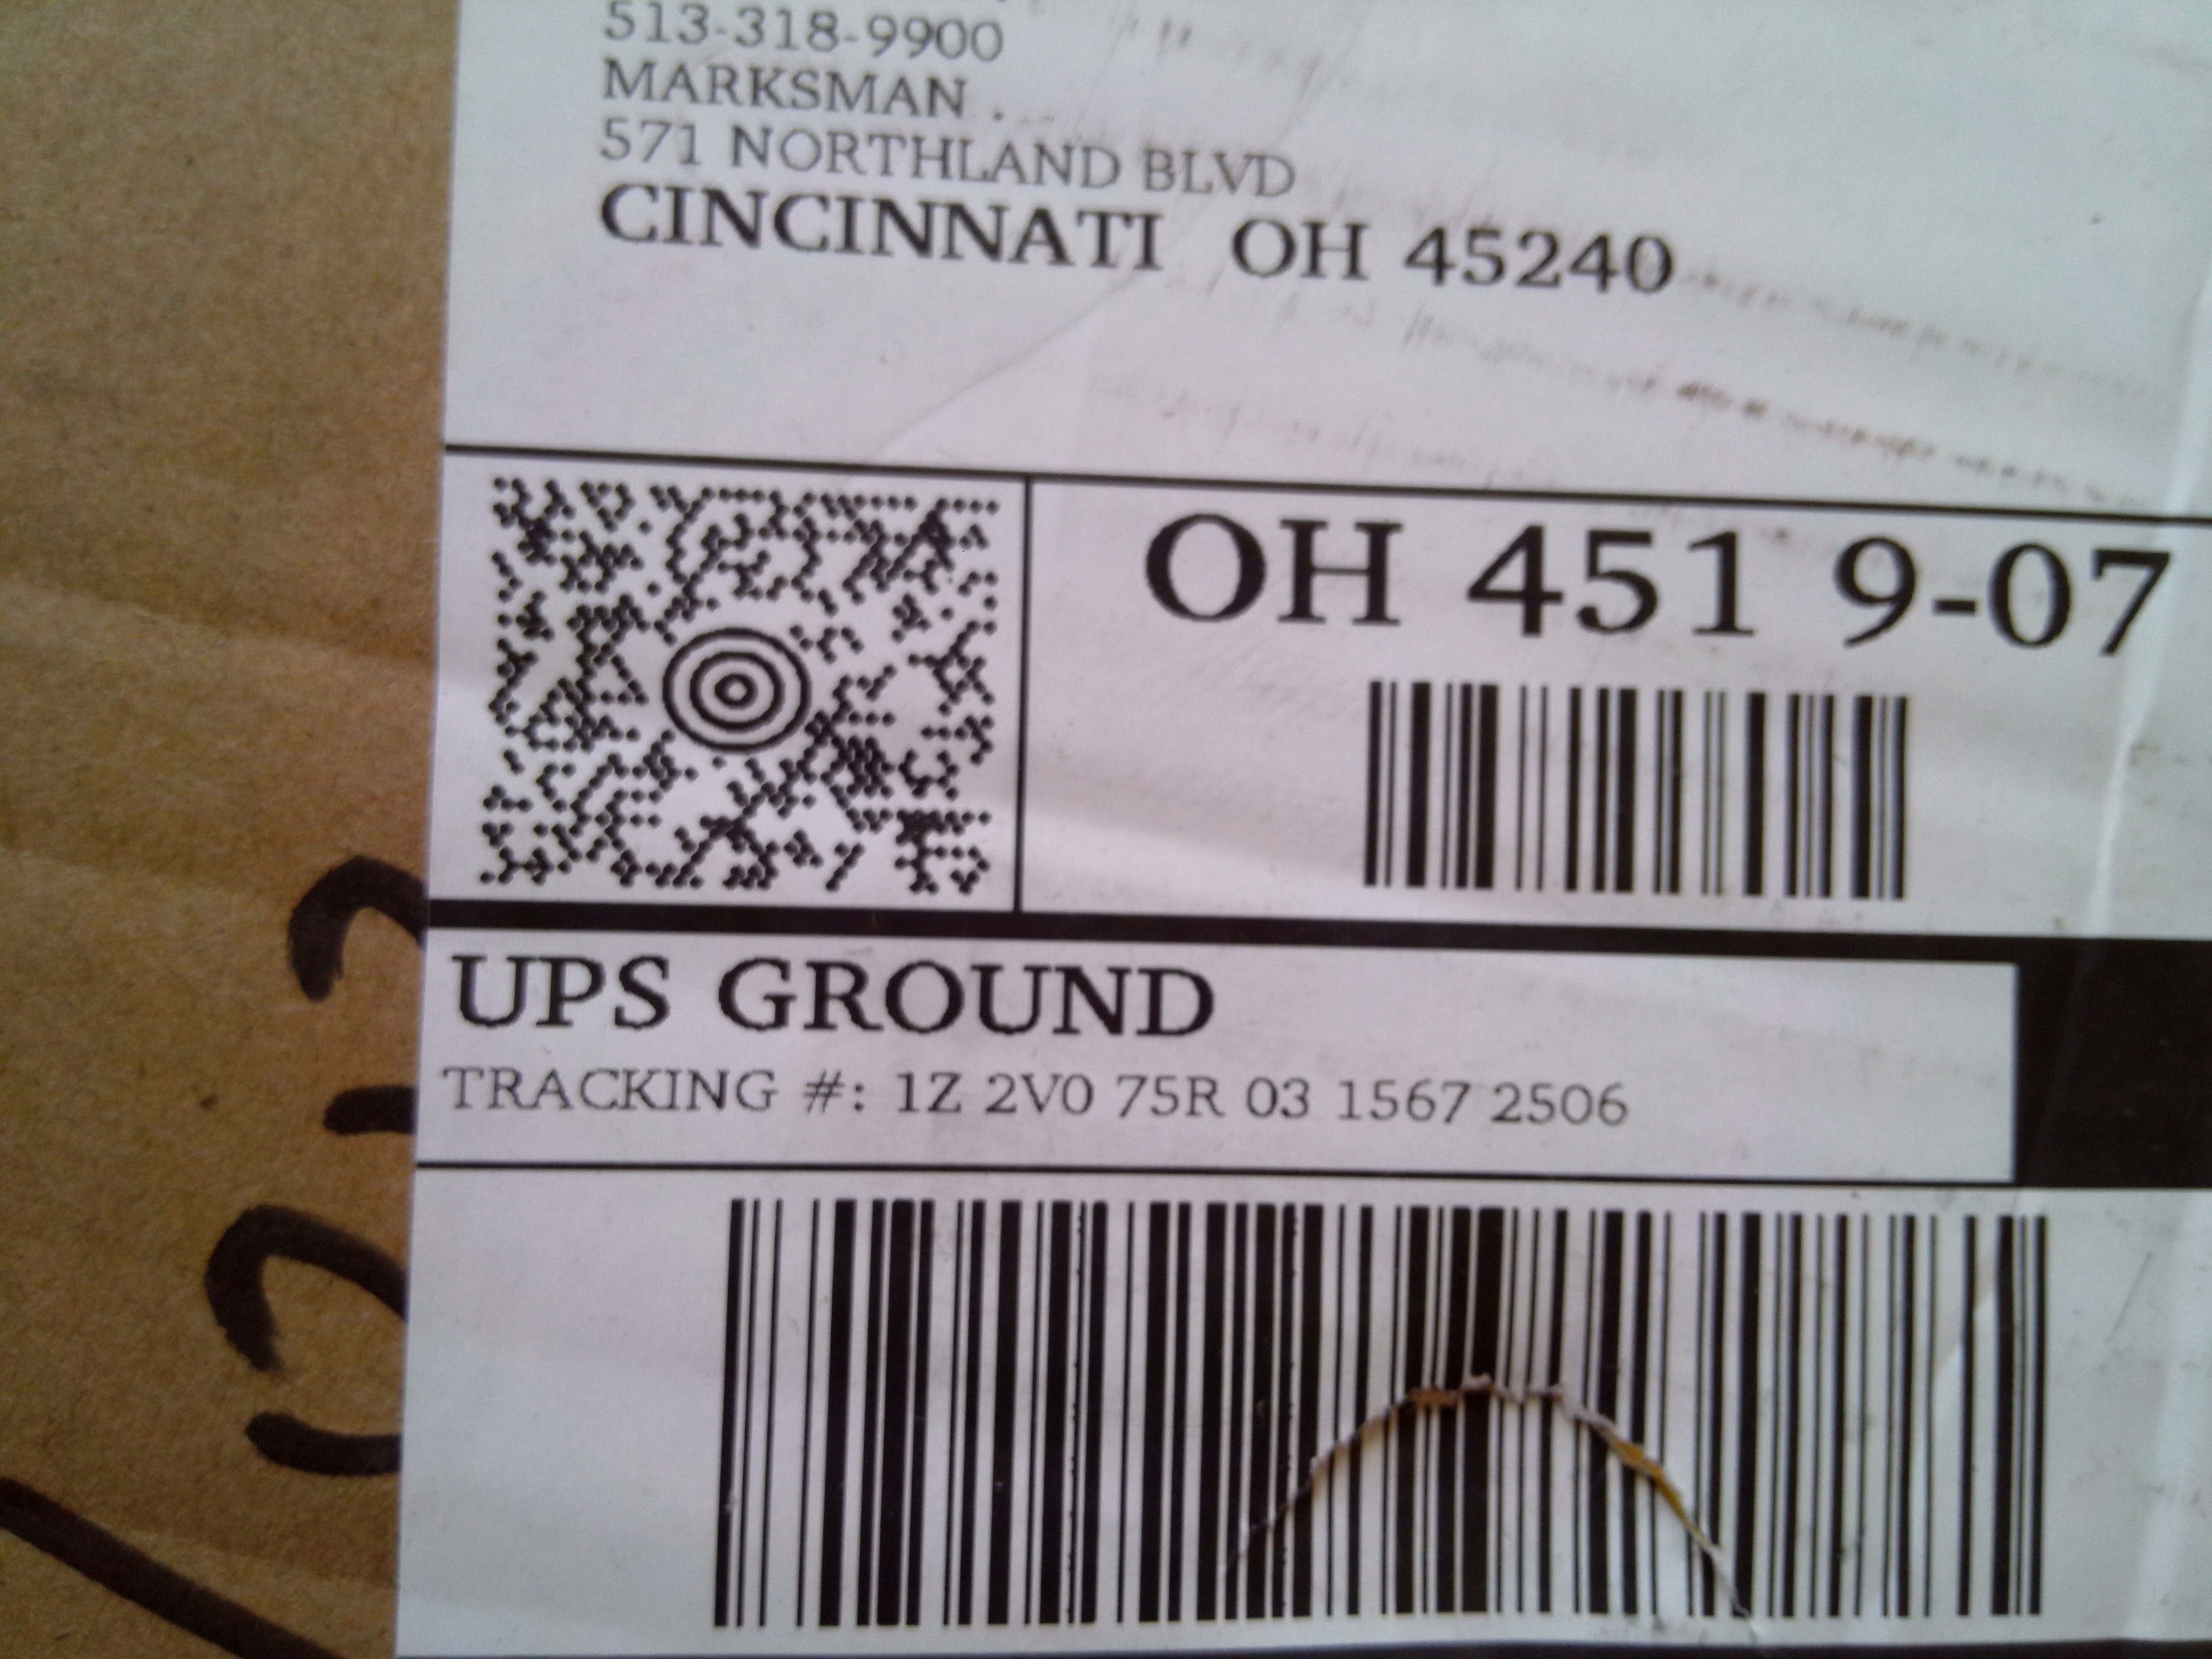 513-318-9900
MARKSMAN .
571 NORTHLAND BLVD
CINCINNATI OH 45240
OH 451 9-07
UPS GROUND
TRACKING #: 1Z 2V0 75R 03 1567 2506